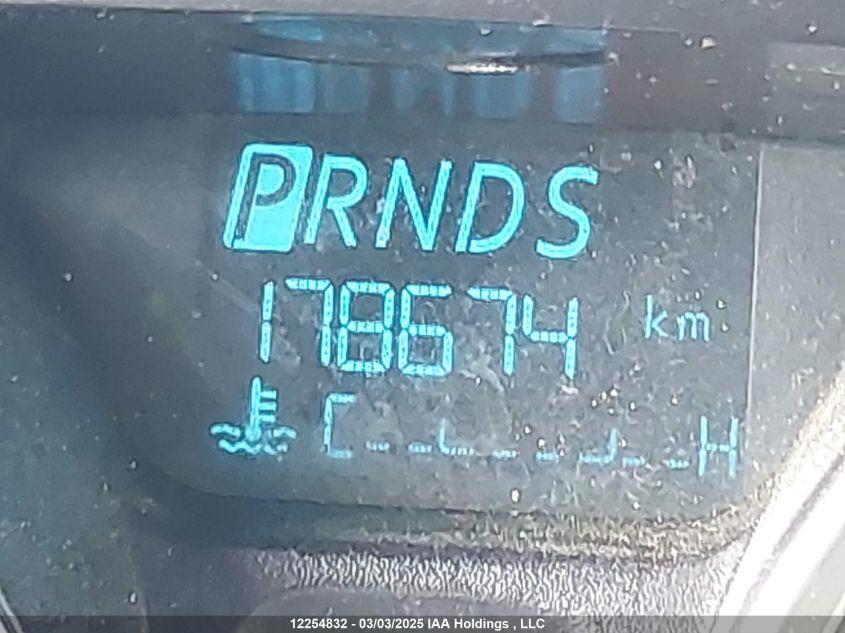 PRNDS
178674 km
C H
12254832 - 03/03/2025 IAA Holdings , LLC